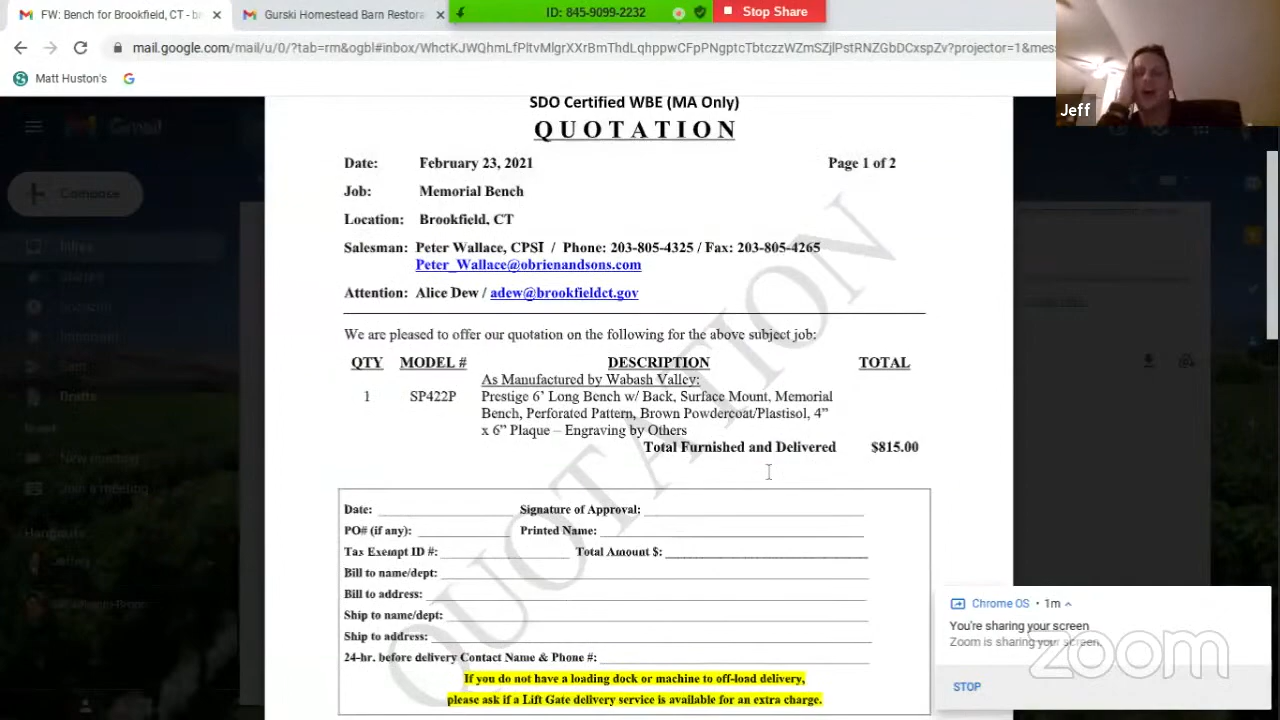 FW: Bench for Brookfield, CT - b
Gurski Homestead Barn Restora
ID: 845-9099-2232
Stop Share
mail.google.com/mail/u/0/?tab=rm&ogbl#inbox/WhctKJWQhmLfPltvMlgrXXrBmThdLqhppwCFpPNgptcTbtczzWZmSZjlPstRNZGbDCxspZv?projector=1&mes
Matt Huston's
Jeff
Gmail
Compose
Inbox
Drafts
New meeting
Join a meeting
Hangouts
SDO Certified WBE (MA Only)
QUOTATION
Date: February 23, 2021 Page 1 of 2
Job: Memorial Bench
Location: Brookfield, CT
Salesman: Peter Wallace, CPSI / Phone: 203-805-4325 / Fax: 203-805-4265
Peter_Wallace@obrienandsons.com
Attention: Alice Dew / adew@brookfieldct.gov
We are pleased to offer our quotation on the following for the above subject job:
QTY MODEL # DESCRIPTION TOTAL
As Manufactured by Wabash Valley:
1 SP422P Prestige 6' Long Bench w/ Back, Surface Mount, Memorial
Bench, Perforated Pattern, Brown Powdercoat/Plastisol, 4”
x 6” Plaque – Engraving by Others
Total Furnished and Delivered $815.00
QUOTATION
Date: Signature of Approval:
PO# (if any): Printed Name:
Tax Exempt ID #: Total Amount $:
Bill to name/dept:
Bill to address:
Ship to name/dept:
Ship to address:
24-hr. before delivery Contact Name & Phone #:
If you do not have a loading dock or machine to off-load delivery,
please ask if a Lift Gate delivery service is available for an extra charge.
Chrome OS • 1m
You're sharing your screen
Zoom is sharing your screen.
STOP
zoom